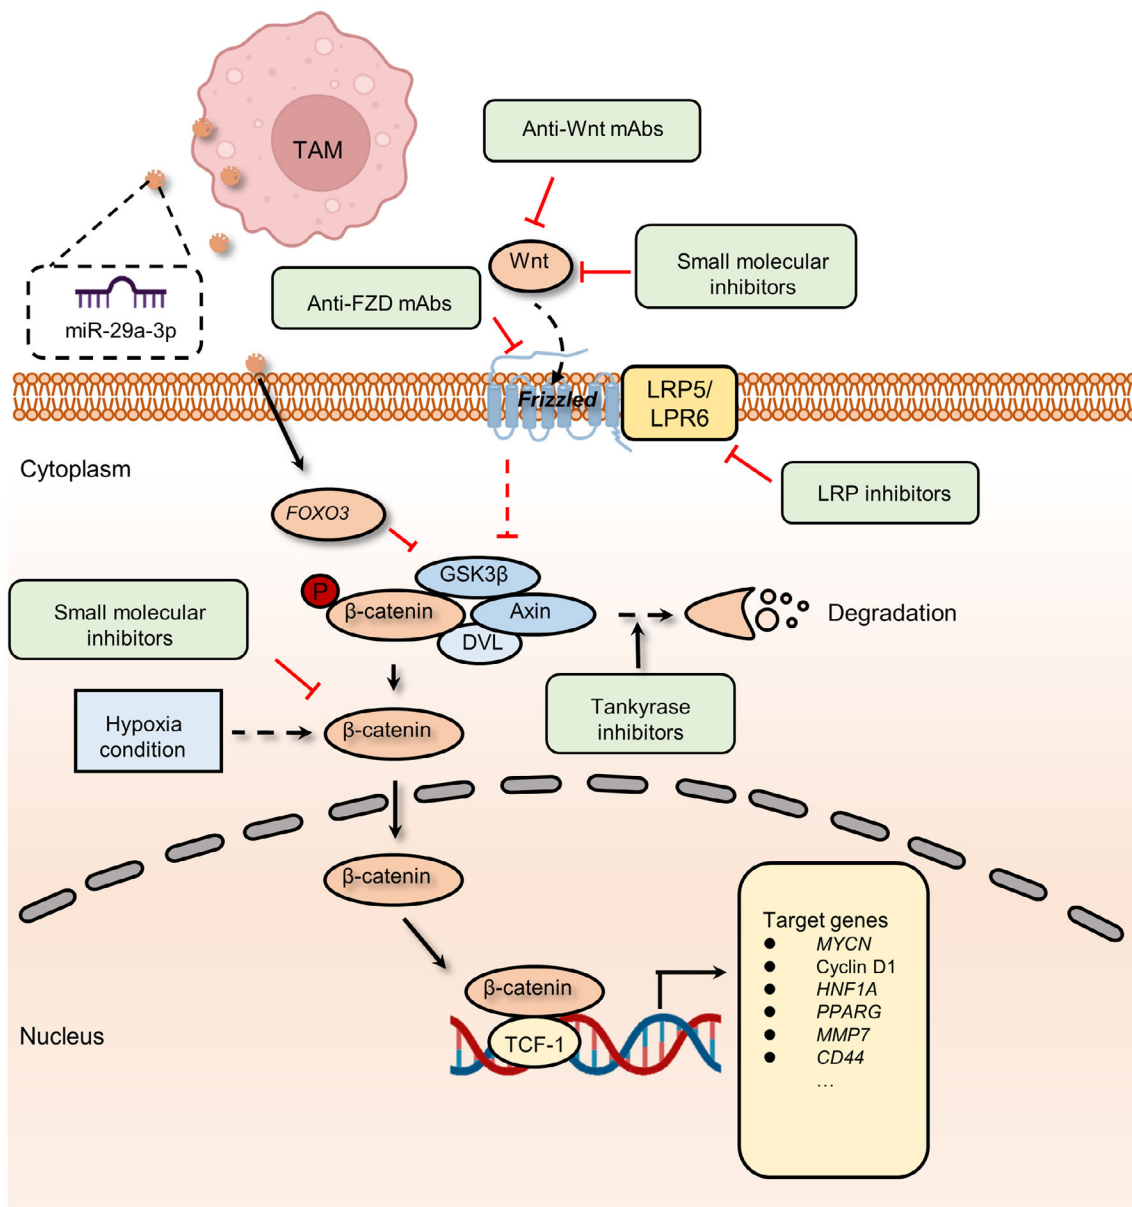 TAM
Anti-Wnt mAbs
Wnt
Small molecular
inhibitors
Anti-FZD mAbs
miR-29a-3p
Frizzled
LRP5/
LPR6
Cytoplasm
LRP inhibitors
FOXO3
GSK3β
P
β-catenin
Axin
DVL
Degradation
Small molecular
inhibitors
Tankyrase
inhibitors
Hypoxia
condition
β-catenin
β-catenin
Target genes
● MYCN
● Cyclin D1
● HNF1A
● PPARG
● MMP7
● CD44
...
β-catenin
TCF-1
Nucleus